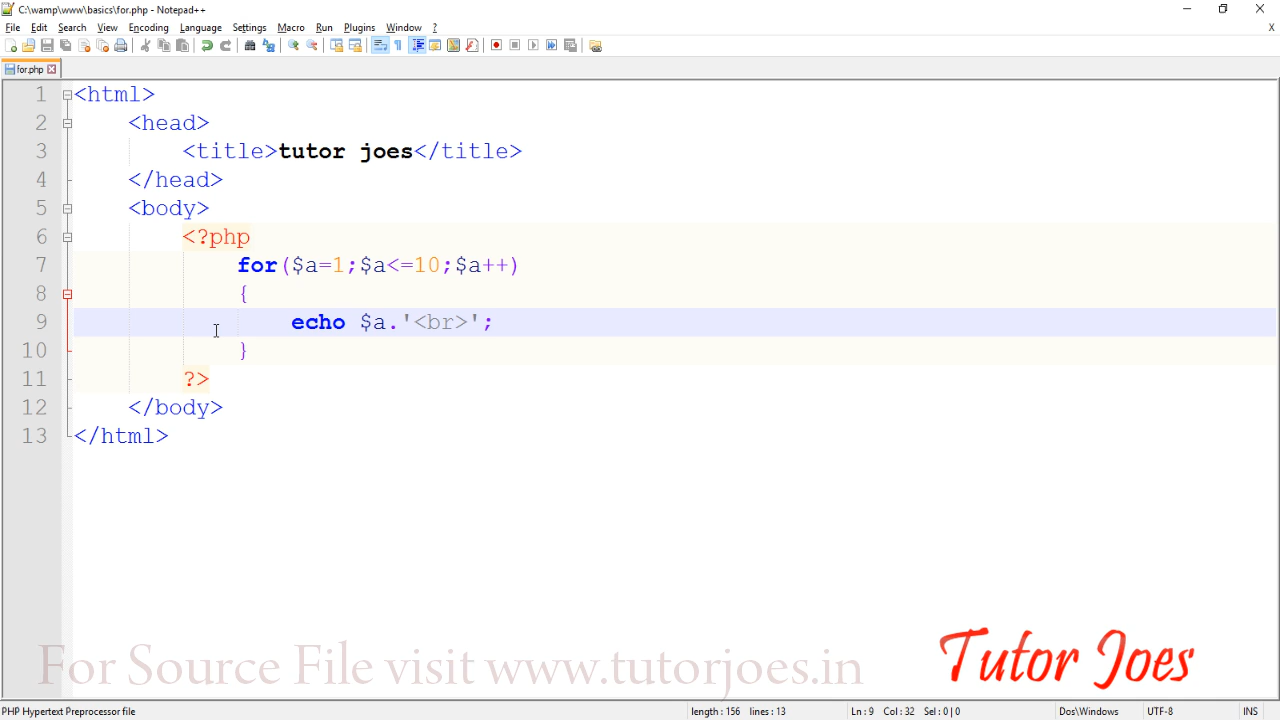 C:\wamp\www\basics\for.php - Notepad++
File Edit Search View Encoding Language Settings Macro Run Plugins Window ?
X
for.php
1 <html>
2 <head>
3 <title>tutor joes</title>
4 </head>
5 <body>
6 <?php
7 for($a=1;$a<=10;$a++)
8 {
9 echo $a.'<br>';
10 }
11 ?>
12 </body>
13 </html>
For Source File visit www.tutorjoes.in
Tutor Joes
PHP Hypertext Preprocessor file length : 156 lines : 13 Ln : 9 Col : 32 Sel : 0 | 0 Dos\Windows UTF-8 INS